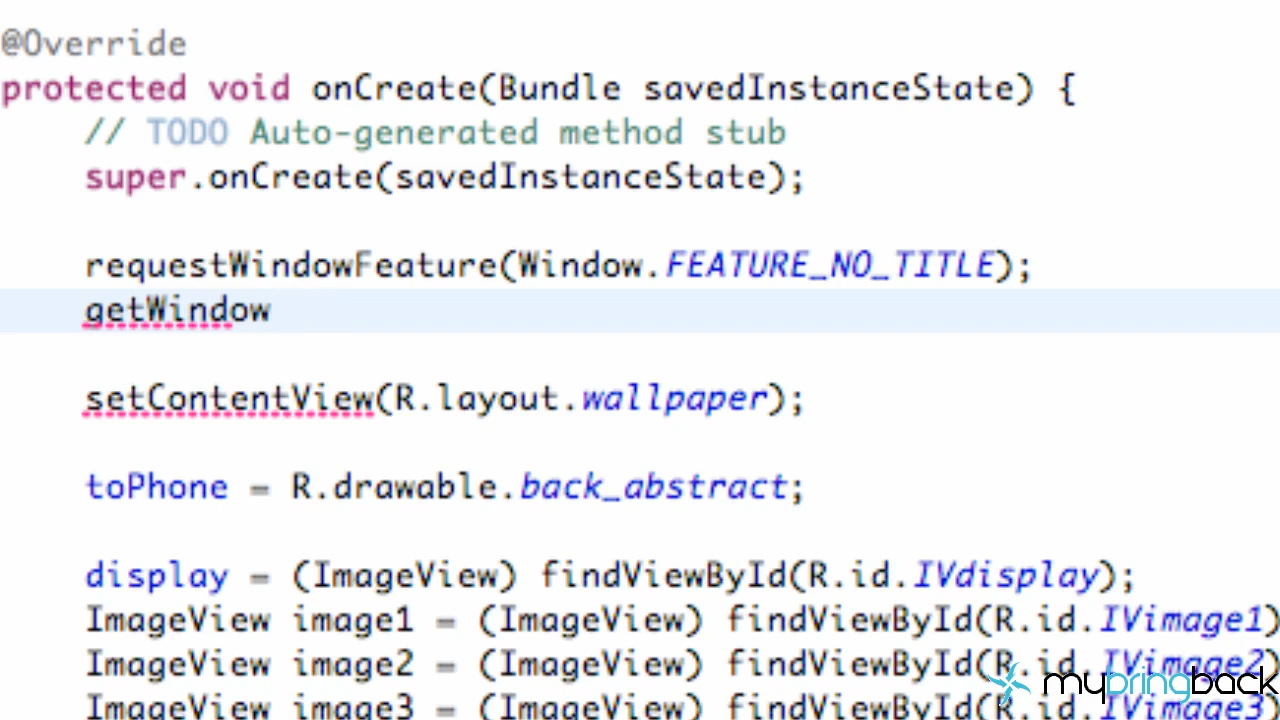 @Override
protected void onCreate(Bundle savedInstanceState) {
// TODO Auto-generated method stub
super.onCreate(savedInstanceState);
requestWindowFeature(Window.FEATURE_NO_TITLE);
getWindow
setContentView(R.layout.wallpaper);
toPhone = R.drawable.back_abstract;
display = (ImageView) findViewById(R.id.IVdisplay);
ImageView image1 = (ImageView) findViewById(R.id.IVimage1)
ImageView image2 = (ImageView) findViewById(R.id.IVimage2)
ImageView image3 = (ImageView) findViewById(R.id.IVimage3)
mybringback